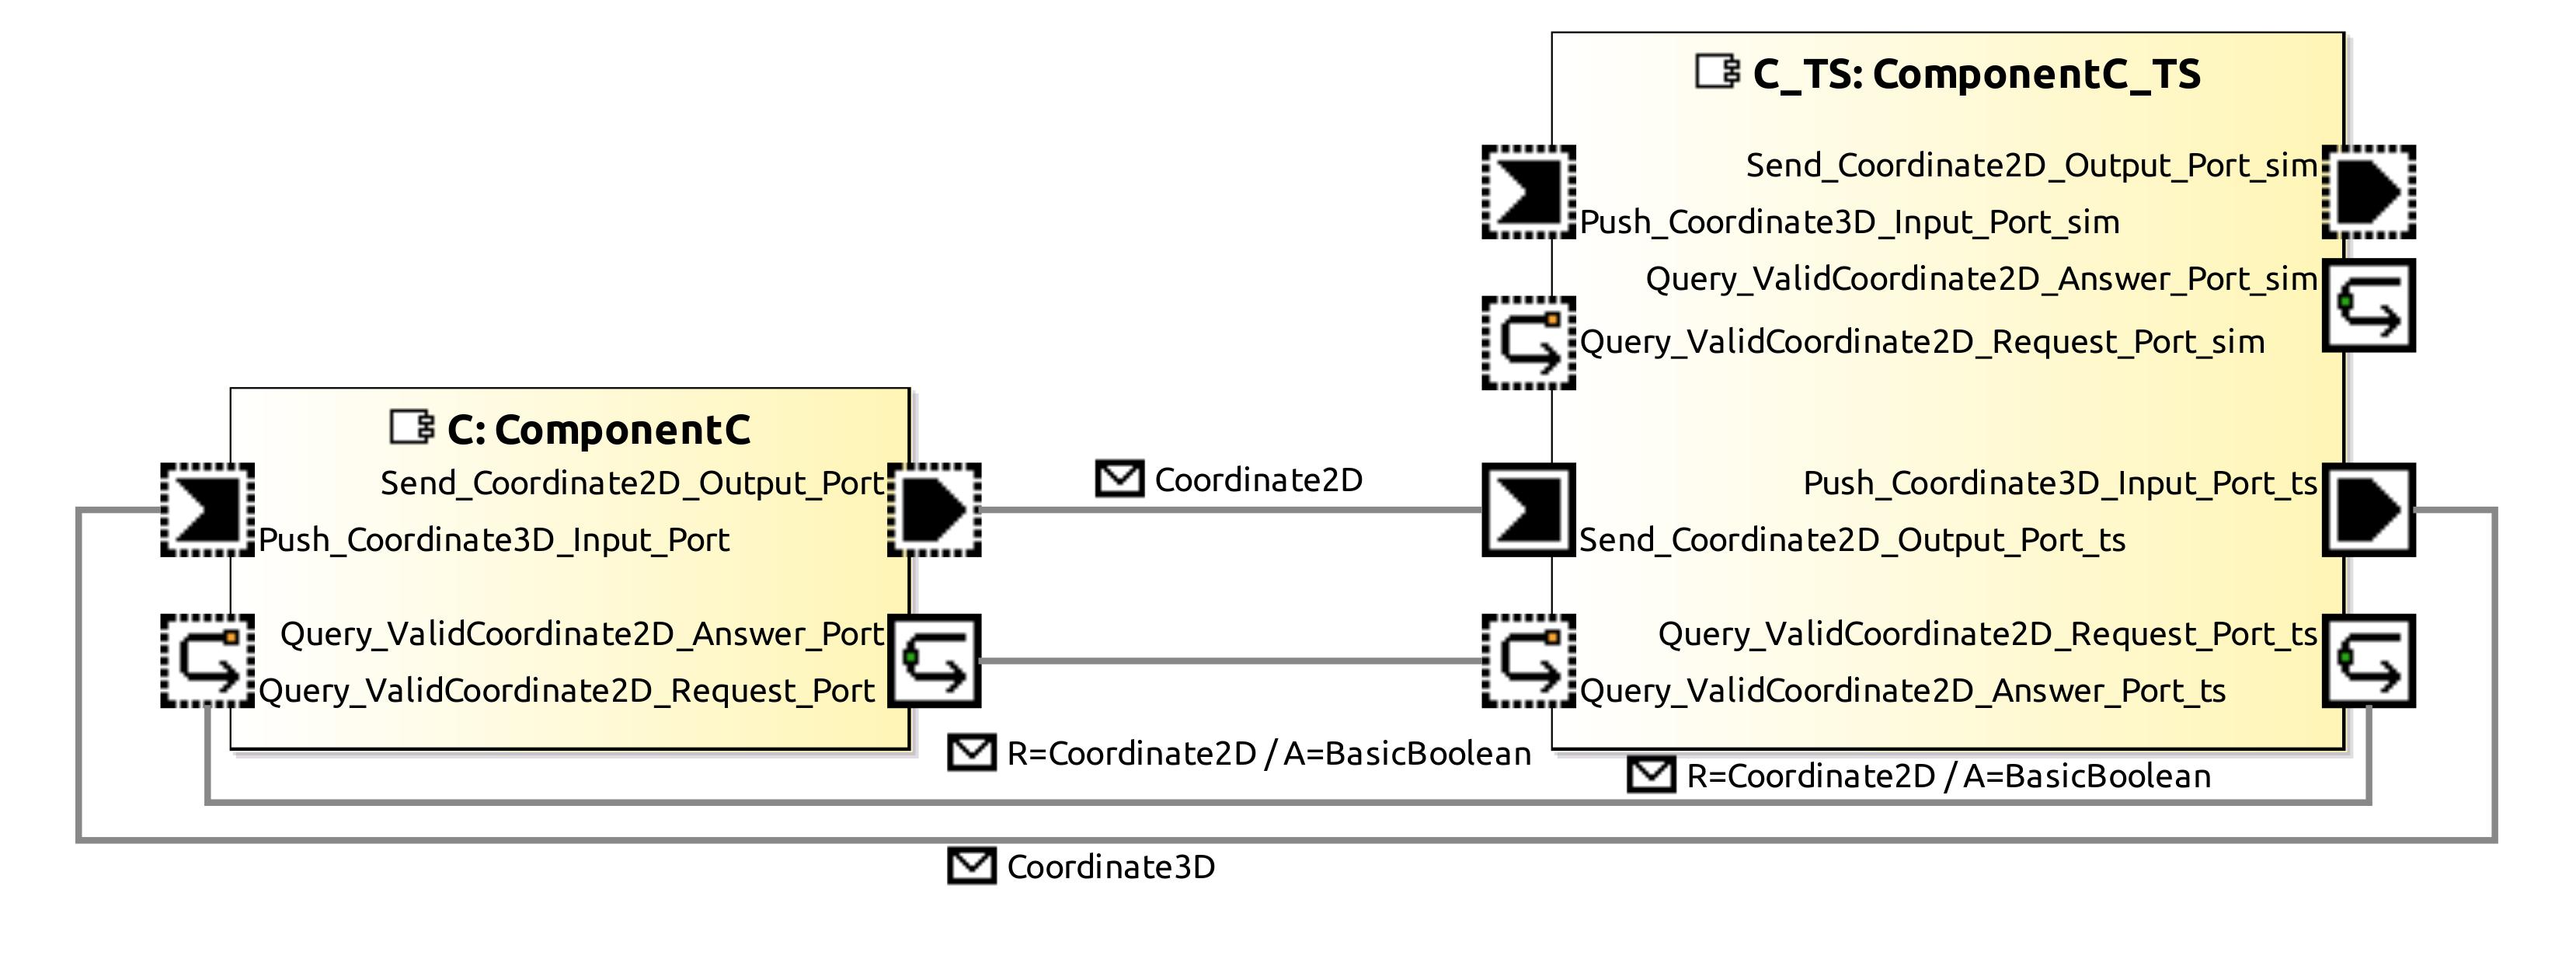 C_TS: ComponentC_TS
Send_Coordinate2D_Output_Port_sim
Push_Coordinate3D_Input_Port_sim
Query_ValidCoordinate2D_Answer_Port_sim
Query_ValidCoordinate2D_Request_Port_sim
C: ComponentC
Send_Coordinate2D_Output_Port
Push_Coordinate3D_Input_Port
Query_ValidCoordinate2D_Answer_Port
Query_ValidCoordinate2D_Request_Port
Coordinate2D
Push_Coordinate3D_Input_Port_ts
Send_Coordinate2D_Output_Port_ts
Query_ValidCoordinate2D_Request_Port_ts
Query_ValidCoordinate2D_Answer_Port_ts
R=Coordinate2D / A=BasicBoolean
R=Coordinate2D / A=BasicBoolean
Coordinate3D